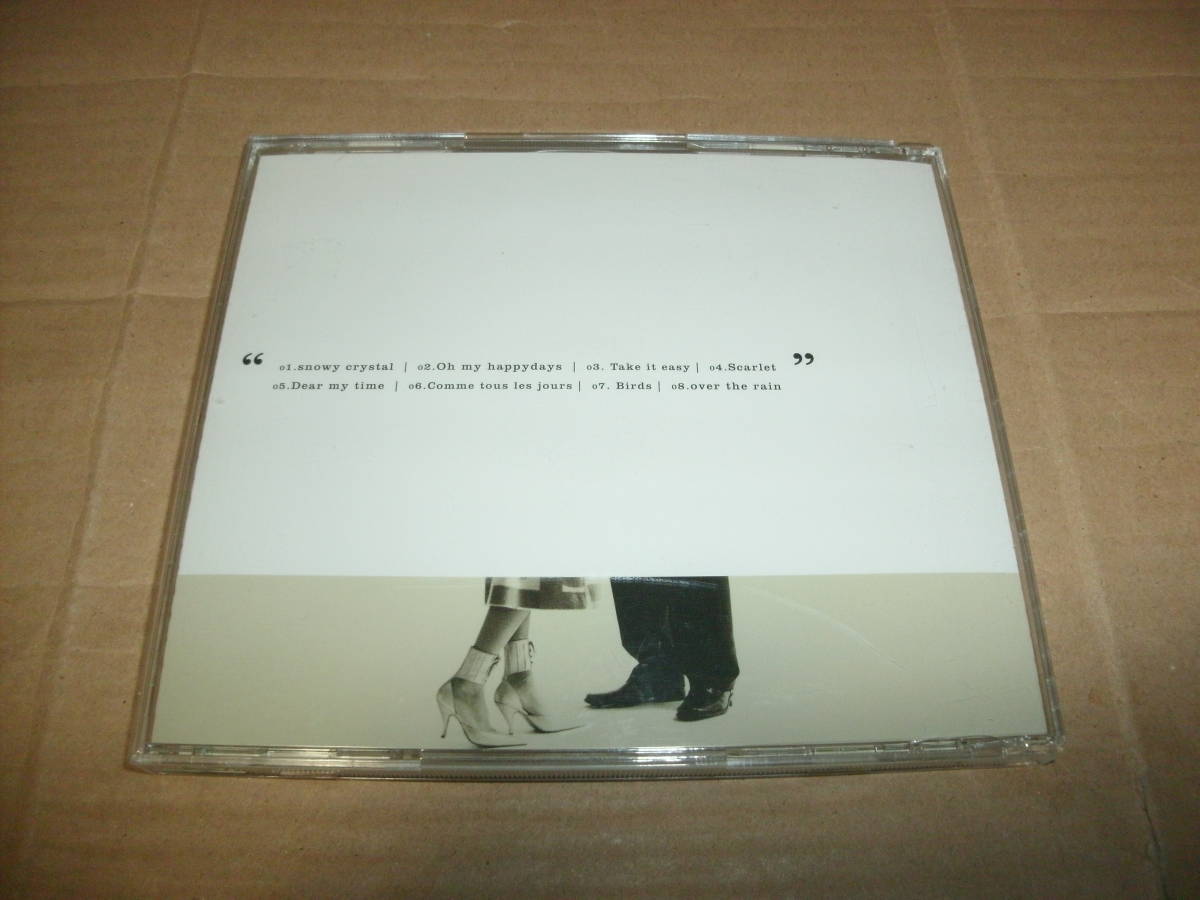 “ 01.snowy crystal | 02.Oh my happydays | 03. Take it easy | 04.Scarlet ”
05.Dear my time | 06.Comme tous les jours | 07. Birds | 08.over the rain